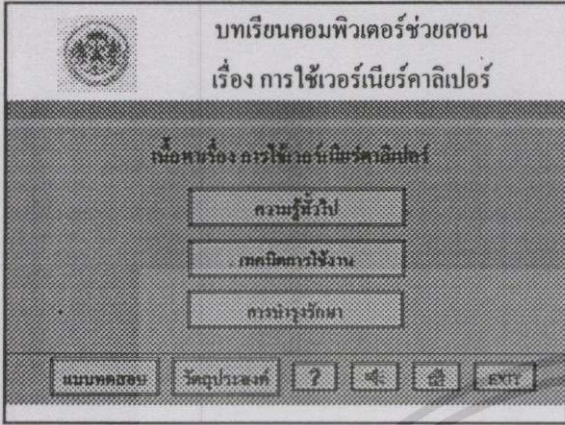 บทเรียนคอมพิวเตอร์ช่วยสอน
เรื่อง การใช้เวอร์เนียร์คาลิเปอร์
เนื้อหาเรื่อง การใช้เวอร์เนียร์คาลิเปอร์
ความรู้ทั่วไป
เทคนิคการใช้งาน
การบำรุงรักษา
แบบทดสอบ วัตถุประสงค์ ? EXIT